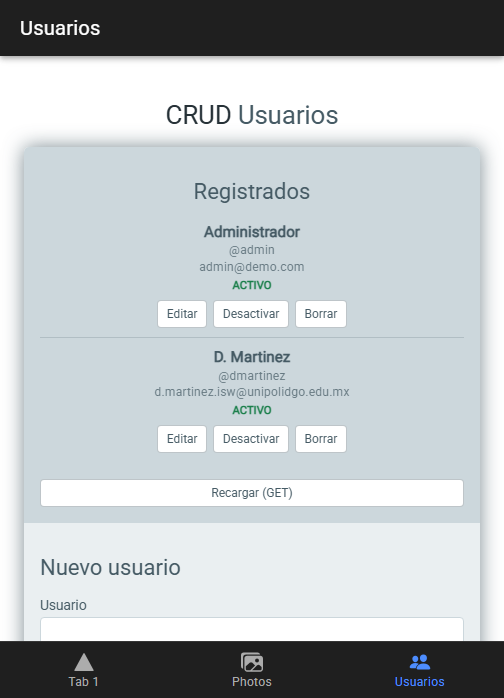 Usuarios
CRUD Usuarios
Registrados
Administrador
@admin
admin@demo.com
ACTIVO
Editar Desactivar Borrar
D. Martinez
@dmartinez
d.martinez.isw@unipolidgo.edu.mx
ACTIVO
Editar Desactivar Borrar
Recargar (GET)
Nuevo usuario
Usuario
Tab 1 Photos Usuarios